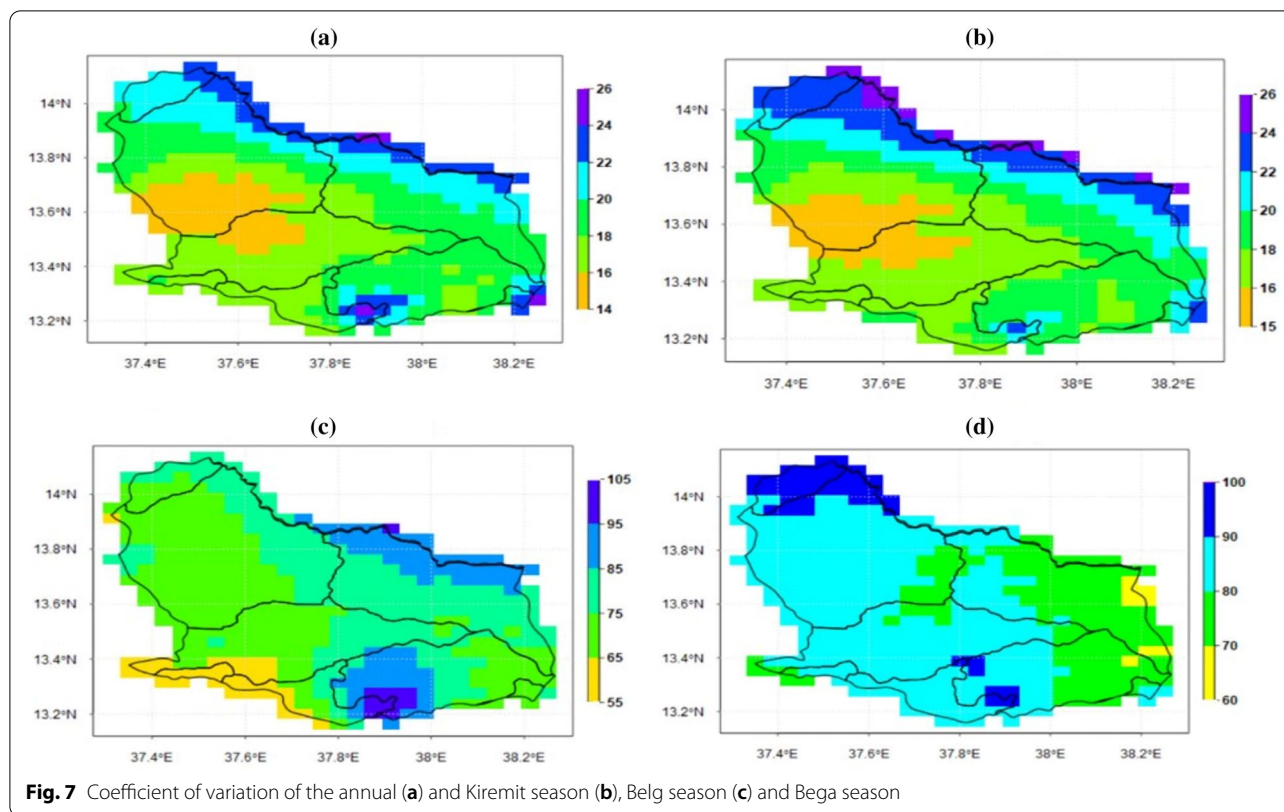 (a)
14°N
13.8°N
13.6°N
13.4°N
13.2°N
37.4°E 37.6°E 37.8°E 38°E 38.2°E
26
24
22
20
18
16
14
(b)
14°N
13.8°N
13.6°N
13.4°N
13.2°N
37.4°E 37.6°E 37.8°E 38°E 38.2°E
26
24
22
20
18
16
15
(c)
14°N
13.8°N
13.6°N
13.4°N
13.2°N
37.4°E 37.6°E 37.8°E 38°E 38.2°E
105
95
85
75
65
55
(d)
14°N
13.8°N
13.6°N
13.4°N
13.2°N
37.4°E 37.6°E 37.8°E 38°E 38.2°E
100
90
80
70
60
Fig. 7 Coefficient of variation of the annual (a) and Kiremit season (b), Belg season (c) and Bega season